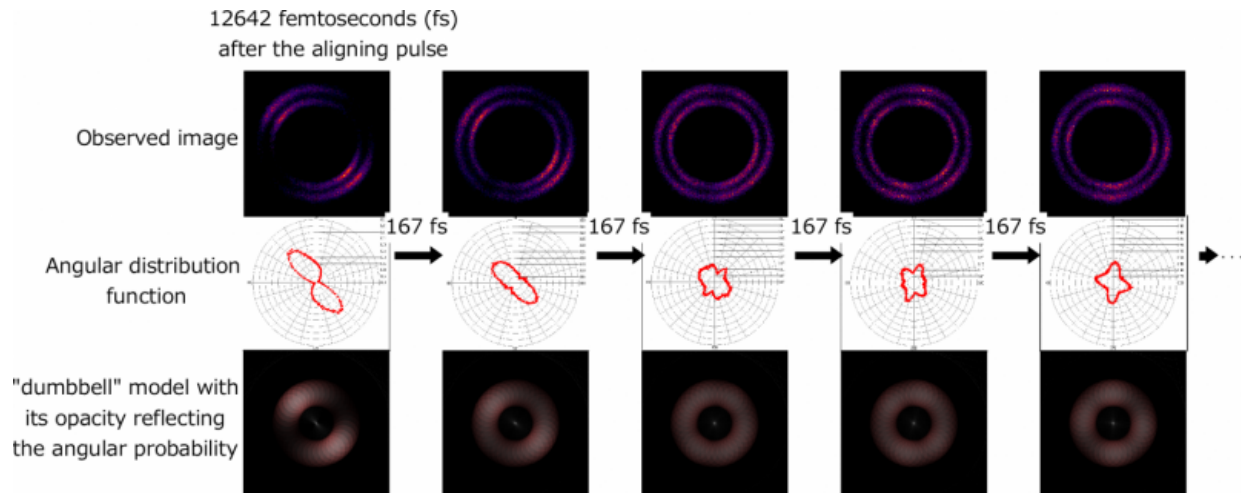 12642 femtoseconds (fs)
after the aligning pulse
Observed image
167 fs
167 fs
167 fs
167 fs
Angular distribution
function
...
"dumbbell" model with
its opacity reflecting
the angular probability